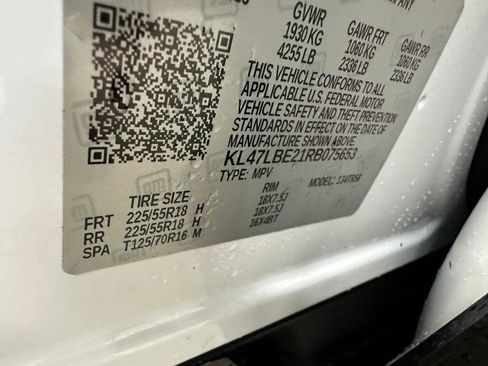 COMPANY
GVWR GAWR FRT GAWR RR
1930 KG 1060 KG 1060 KG
4255 LB 2336 LB 2336 LB
THIS VEHICLE CONFORMS TO ALL
APPLICABLE U.S. FEDERAL MOTOR
VEHICLE SAFETY AND THEFT PREVENTION
STANDARDS IN EFFECT ON THE DATE OF
MANUFACTURE SHOWN ABOVE.
KL47LBE21RB075653
TYPE: MPV MODEL: 1347R58
TIRE SIZE RIM
FRT 225/55R18 H 18X7.5J
RR 225/55R18 H 18X7.5J
SPA T125/70R16 M 16X4BT